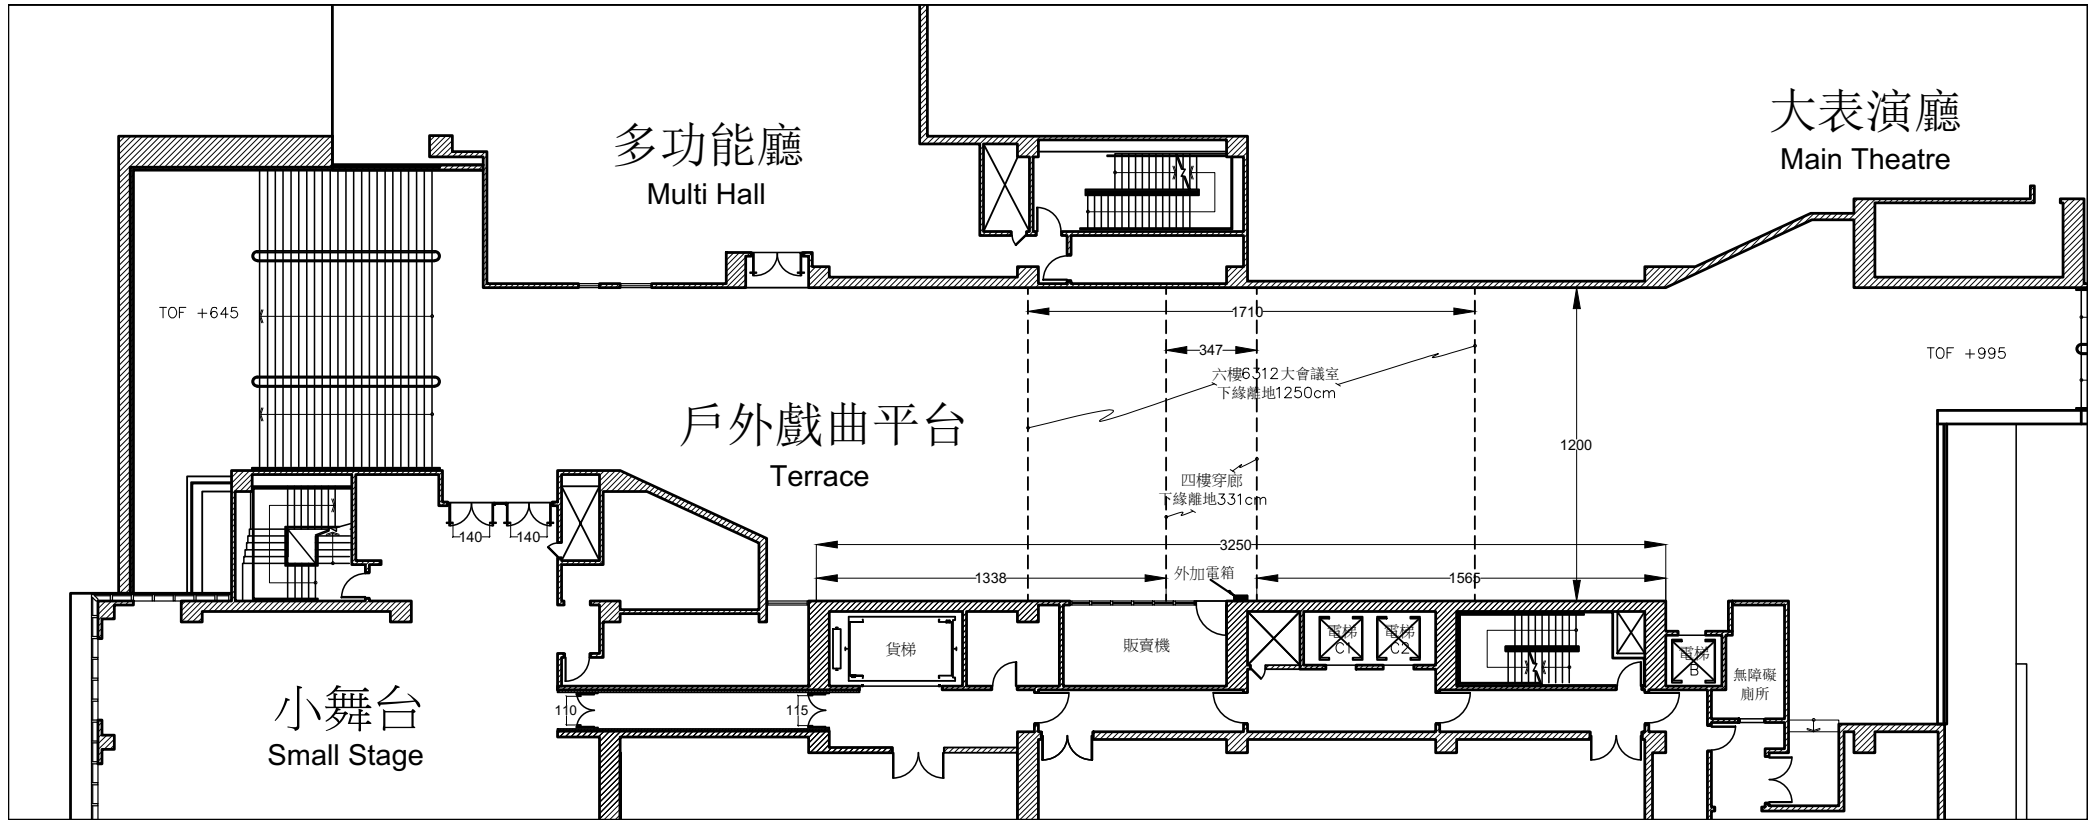 大表演廳
Main Theatre
多功能廳
Multi Hall
TOF +645
1710
347
TOF +995
六樓6312大會議室
下緣離地1250cm
戶外戲曲平台
Terrace
1200
四樓穿廊
下緣離地331cm
140
140
3250
1338
外加電箱
1565
貨梯
販賣機
電梯
C1
電梯
C2
電梯
B
無障礙
廁所
小舞台
Small Stage
110
115